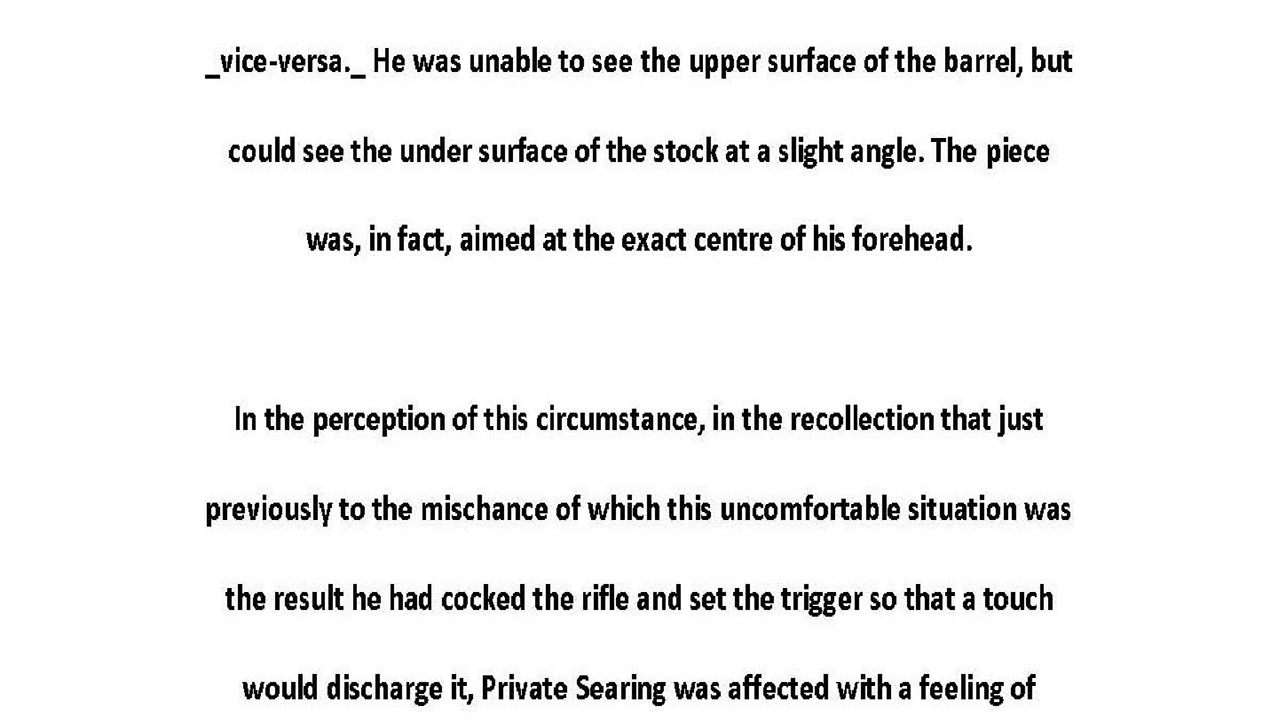 _vice-versa._ He was unable to see the upper surface of the barrel, but
could see the under surface of the stock at a slight angle. The piece
was, in fact, aimed at the exact centre of his forehead.
In the perception of this circumstance, in the recollection that just
previously to the mischance of which this uncomfortable situation was
the result he had cocked the rifle and set the trigger so that a touch
would discharge it, Private Searing was affected with a feeling of